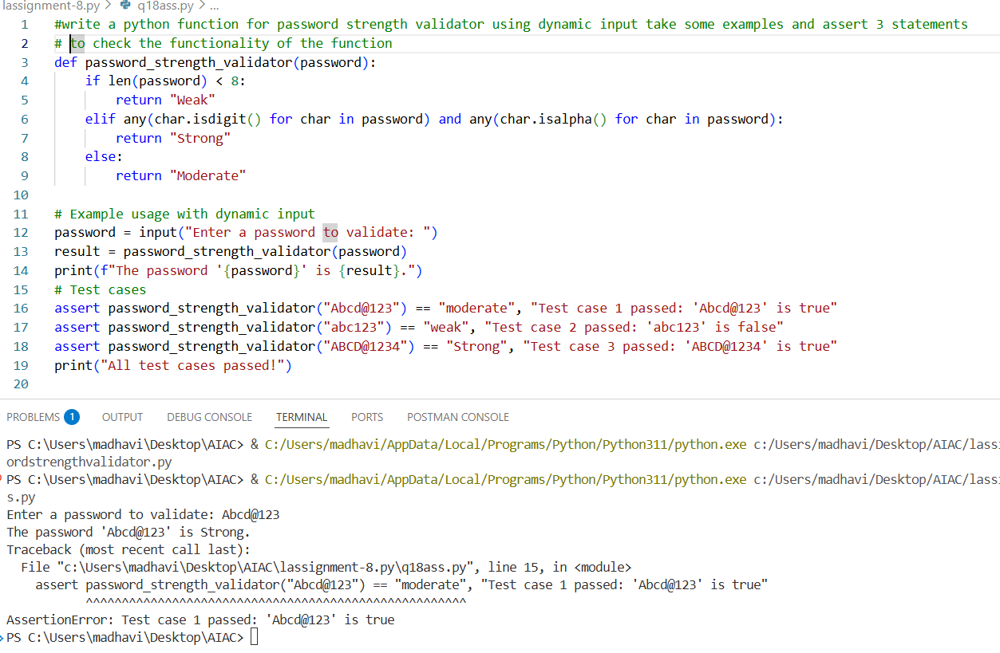 lassignment-8.py > q18ass.py > ...
1 #write a python function for password strength validator using dynamic input take some examples and assert 3 statements
2 # to check the functionality of the function
3 def password_strength_validator(password):
4     if len(password) < 8:
5         return "Weak"
6     elif any(char.isdigit() for char in password) and any(char.isalpha() for char in password):
7         return "Strong"
8     else:
9         return "Moderate"
10
11 # Example usage with dynamic input
12 password = input("Enter a password to validate: ")
13 result = password_strength_validator(password)
14 print(f"The password '{password}' is {result}.")
15 # Test cases
16 assert password_strength_validator("Abcd@123") == "moderate", "Test case 1 passed: 'Abcd@123' is true"
17 assert password_strength_validator("abc123") == "weak", "Test case 2 passed: 'abc123' is false"
18 assert password_strength_validator("ABCD@1234") == "Strong", "Test case 3 passed: 'ABCD@1234' is true"
19 print("All test cases passed!")
20
PROBLEMS 1 OUTPUT DEBUG CONSOLE TERMINAL PORTS POSTMAN CONSOLE
PS C:\Users\madhavi\Desktop\AIAC> & C:/Users/madhavi/AppData/Local/Programs/Python/Python311/python.exe c:/Users/madhavi/Desktop/AIAC/lassi
ordstrengthvalidator.py
PS C:\Users\madhavi\Desktop\AIAC> & C:/Users/madhavi/AppData/Local/Programs/Python/Python311/python.exe c:/Users/madhavi/Desktop/AIAC/lassi
s.py
Enter a password to validate: Abcd@123
The password 'Abcd@123' is Strong.
Traceback (most recent call last):
  File "c:\Users\madhavi\Desktop\AIAC\lassignment-8.py\q18ass.py", line 15, in <module>
    assert password_strength_validator("Abcd@123") == "moderate", "Test case 1 passed: 'Abcd@123' is true"
           ^^^^^^^^^^^^^^^^^^^^^^^^^^^^^^^^^^^^^^^^^^^^^^^^^^^^^
AssertionError: Test case 1 passed: 'Abcd@123' is true
PS C:\Users\madhavi\Desktop\AIAC>